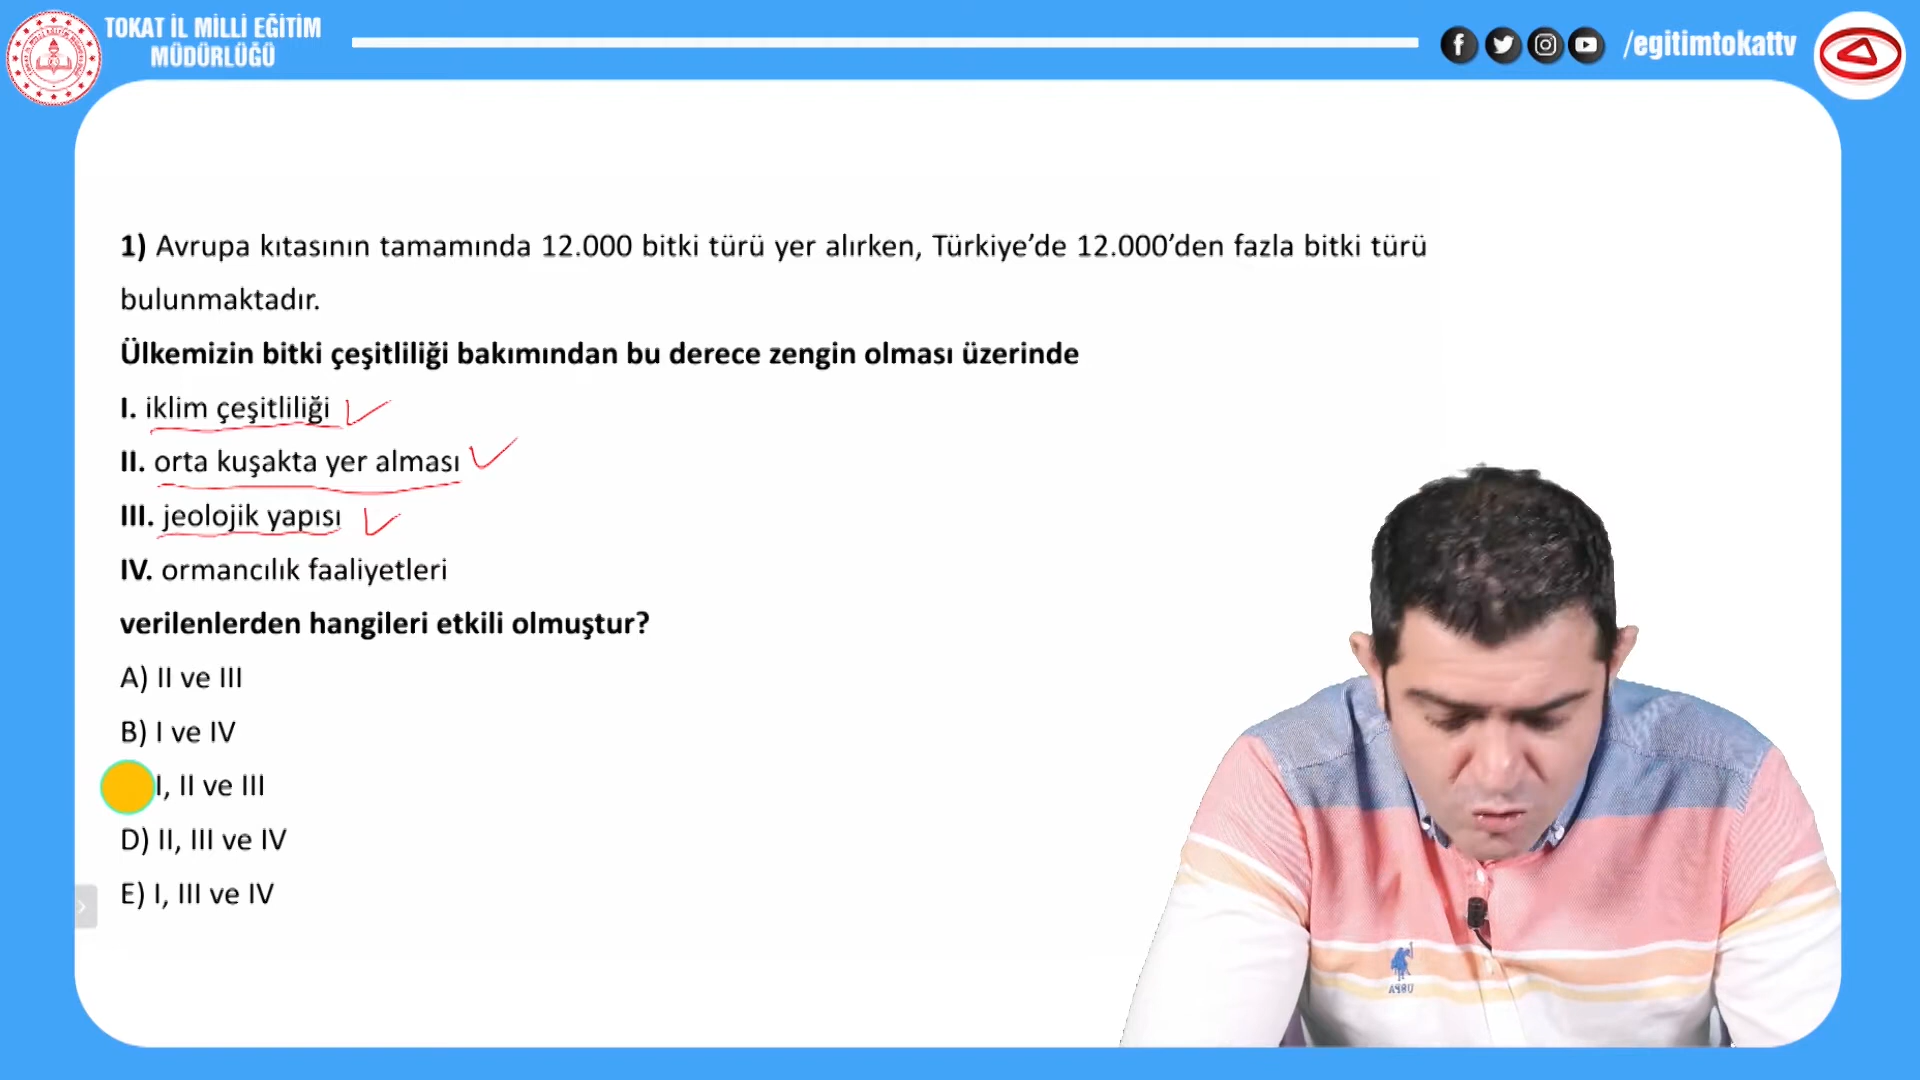 TOKAT İL MİLLİ EĞİTİM
MÜDÜRLÜĞÜ
/egitimtokattv
1) Avrupa kıtasının tamamında 12.000 bitki türü yer alırken, Türkiye’de 12.000’den fazla bitki türü
bulunmaktadır.
Ülkemizin bitki çeşitliliği bakımından bu derece zengin olması üzerinde
I. iklim çeşitliliği
II. orta kuşakta yer alması
III. jeolojik yapısı
IV. ormancılık faaliyetleri
verilenlerden hangileri etkili olmuştur?
A) II ve III
B) I ve IV
I, II ve III
D) II, III ve IV
E) I, III ve IV